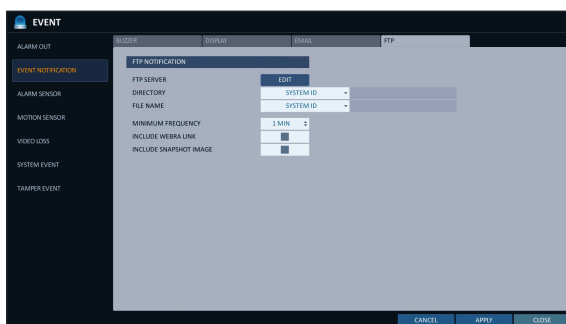 EVENT
ALARM OUT
EVENT NOTIFICATION
ALARM SENSOR
MOTION SENSOR
VIDEO LOSS
SYSTEM EVENT
TAMPER EVENT
BUZZER DISPLAY EMAIL FTP
FTP NOTIFICATION
FTP SERVER EDIT
DIRECTORY SYSTEM ID
FILE NAME SYSTEM ID
MINIMUM FREQUENCY 1 MIN
INCLUDE WEBRA LINK
INCLUDE SNAPSHOT IMAGE
CANCEL APPLY CLOSE